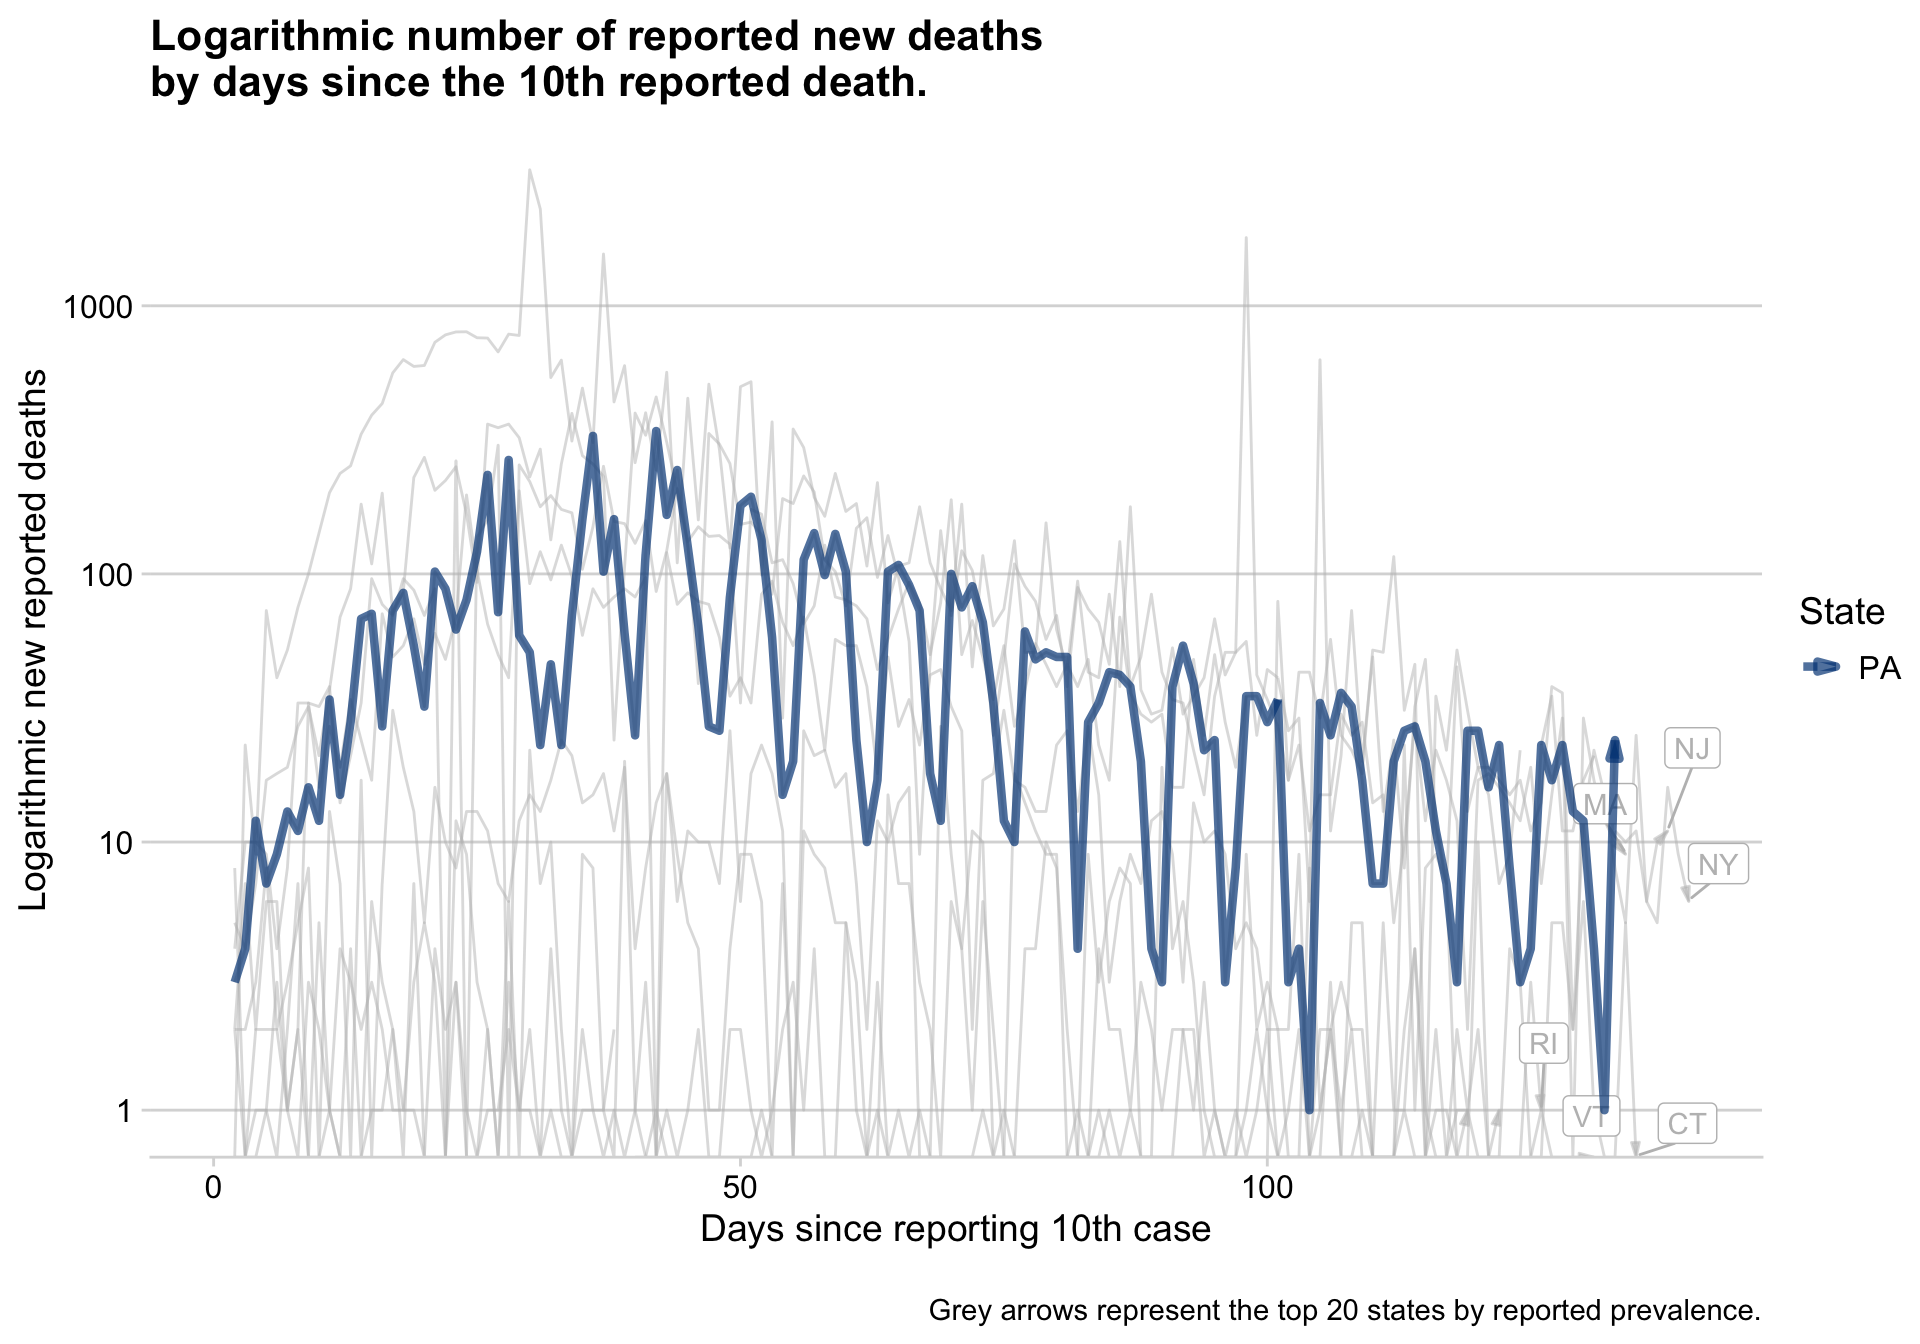 Logarithmic number of reported new deaths
by days since the 10th reported death.
Logarithmic new reported deaths
1000
100
10
1
0
50
100
Days since reporting 10th case
NJ
MA
NY
RI
VT
CT
State
PA
Grey arrows represent the top 20 states by reported prevalence.